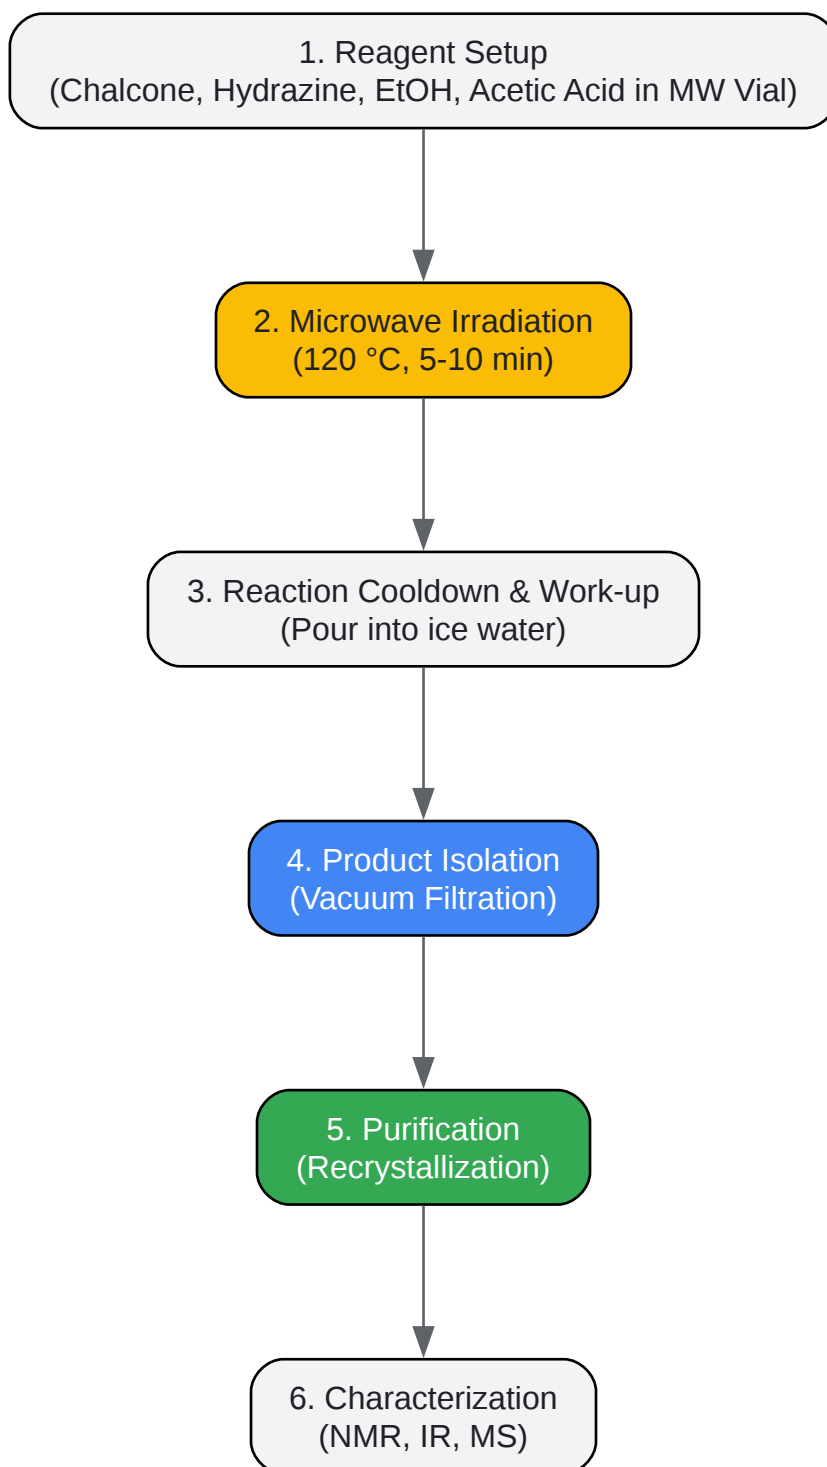 1. Reagent Setup
(Chalcone, Hydrazine, EtOH, Acetic Acid in MW Vial)
2. Microwave Irradiation
(120 °C, 5-10 min)
3. Reaction Cooldown & Work-up
(Pour into ice water)
4. Product Isolation
(Vacuum Filtration)
5. Purification
(Recrystallization)
6. Characterization
(NMR, IR, MS)